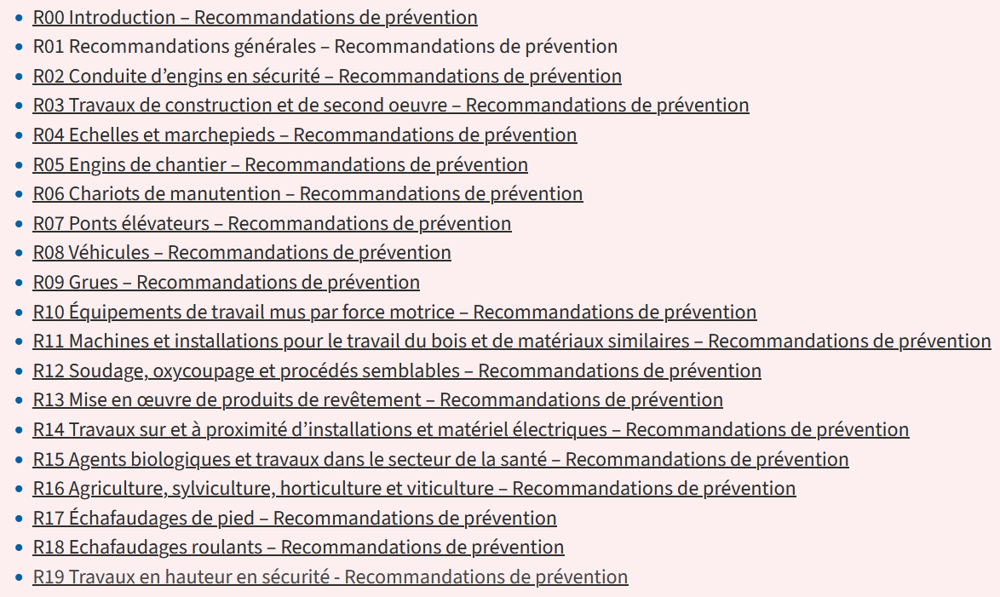 R00 Introduction – Recommandations de prévention
R01 Recommandations générales – Recommandations de prévention
R02 Conduite d’engins en sécurité – Recommandations de prévention
R03 Travaux de construction et de second oeuvre – Recommandations de prévention
R04 Echelles et marchepieds – Recommandations de prévention
R05 Engins de chantier – Recommandations de prévention
R06 Chariots de manutention – Recommandations de prévention
R07 Ponts élévateurs – Recommandations de prévention
R08 Véhicules – Recommandations de prévention
R09 Grues – Recommandations de prévention
R10 Équipements de travail mus par force motrice – Recommandations de prévention
R11 Machines et installations pour le travail du bois et de matériaux similaires – Recommandations de prévention
R12 Soudage, oxycoupage et procédés semblables – Recommandations de prévention
R13 Mise en œuvre de produits de revêtement – Recommandations de prévention
R14 Travaux sur et à proximité d’installations et matériel électriques – Recommandations de prévention
R15 Agents biologiques et travaux dans le secteur de la santé – Recommandations de prévention
R16 Agriculture, sylviculture, horticulture et viticulture – Recommandations de prévention
R17 Échafaudages de pied – Recommandations de prévention
R18 Echafaudages roulants – Recommandations de prévention
R19 Travaux en hauteur en sécurité - Recommandations de prévention